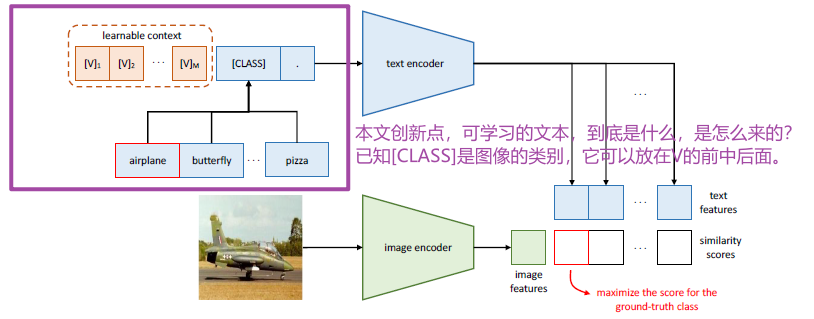 learnable context
[V]1 [V]2 ... [V]M [CLASS] .
text encoder
...
本文创新点，可学习的文本，到底是什么，是怎么来的？
已知[CLASS]是图像的类别，它可以放在V的前中后面。
airplane butterfly ... pizza
... text features
image encoder
... similarity scores
image features
maximize the score for the
ground-truth class